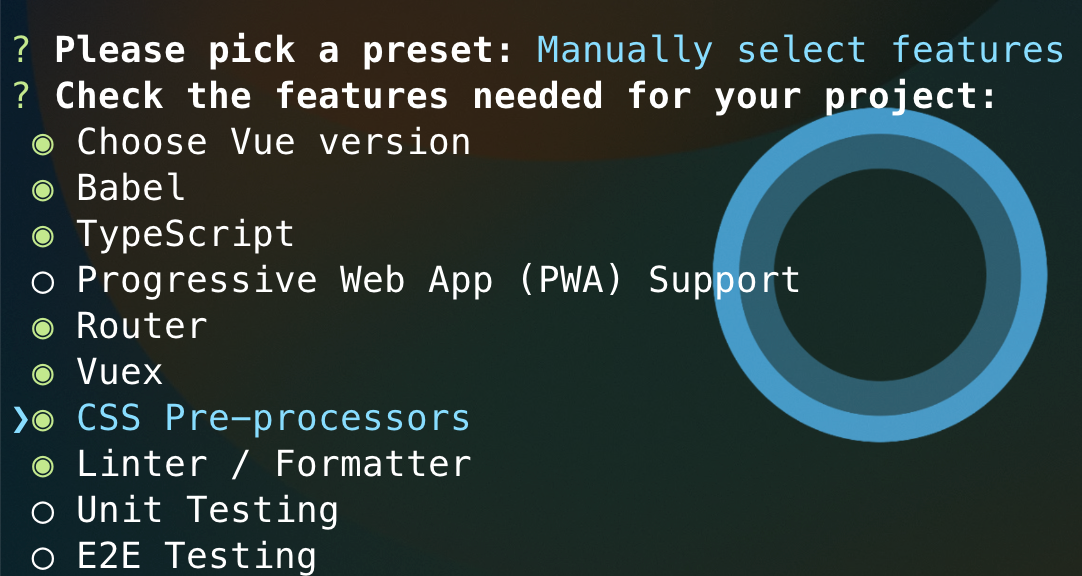 ? Please pick a preset: Manually select features
? Check the features needed for your project:
◉ Choose Vue version
◉ Babel
◉ TypeScript
◯ Progressive Web App (PWA) Support
◉ Router
◉ Vuex
❯◉ CSS Pre-processors
◉ Linter / Formatter
◯ Unit Testing
◯ E2E Testing